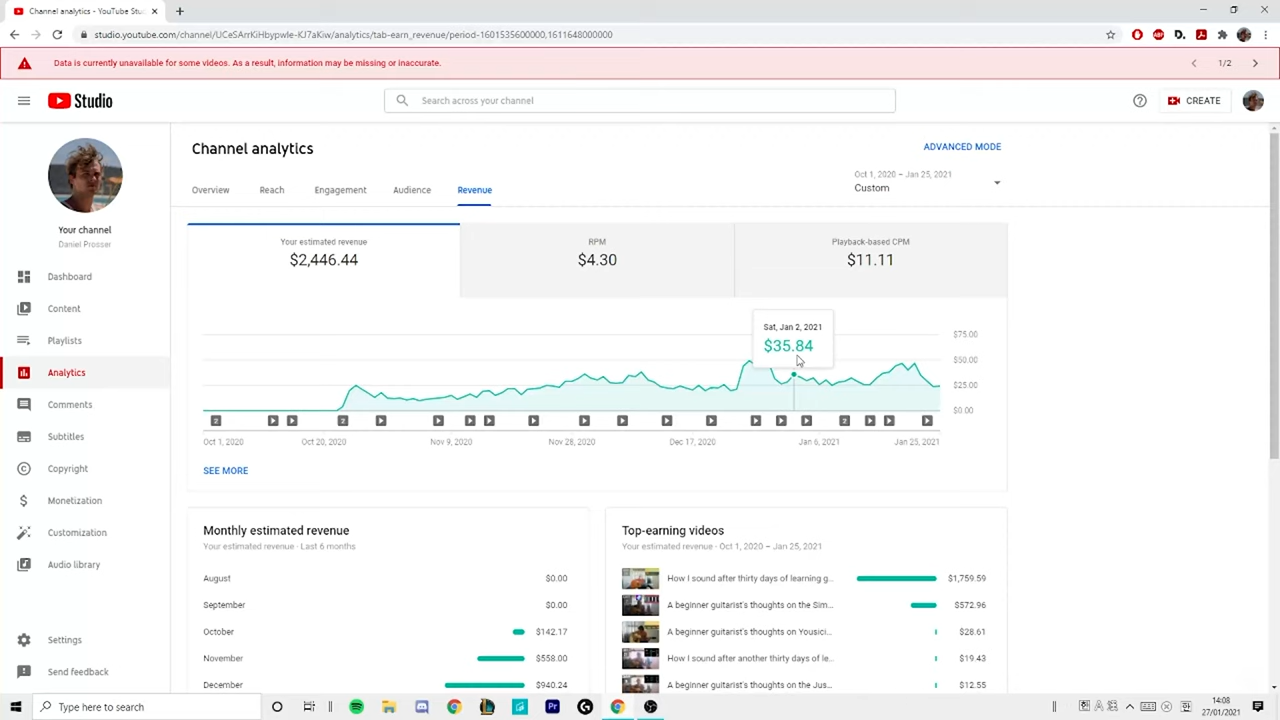 Channel analytics - YouTube Stu
studio.youtube.com/channel/UCeSArrKiHbypwIe-KJ7aKiw/analytics/tab-earn_revenue/period-1601535600000,1611648000000
Data is currently unavailable for some videos. As a result, information may be missing or inaccurate.
1/2
Studio
Search across your channel
CREATE
Your channel
Daniel Prosser
Dashboard
Content
Playlists
Analytics
Comments
Subtitles
Copyright
Monetization
Customization
Audio library
Settings
Send feedback
Channel analytics
ADVANCED MODE
Overview Reach Engagement Audience Revenue
Oct 1, 2020 – Jan 25, 2021
Custom
Your estimated revenue
$2,446.44
RPM
$4.30
Playback-based CPM
$11.11
Sat, Jan 2, 2021
$35.84
$75.00
$50.00
$25.00
$0.00
2 2 2
Oct 1, 2020 Oct 20, 2020 Nov 9, 2020 Nov 28, 2020 Dec 17, 2020 Jan 6, 2021 Jan 25, 2021
SEE MORE
Monthly estimated revenue
Your estimated revenue · Last 6 months
August $0.00
September $0.00
October $142.17
November $558.00
December $940.24
Top-earning videos
Your estimated revenue · Oct 1, 2020 – Jan 25, 2021
How I sound after thirty days of learning g... $1,759.59
A beginner guitarist's thoughts on the Sim... $572.96
A beginner guitarist's thoughts on Yousici... $28.61
How I sound after another thirty days of le... $19.43
A beginner guitarist's thoughts on the Jus... $12.55
Type here to search
14:08
27/01/2021